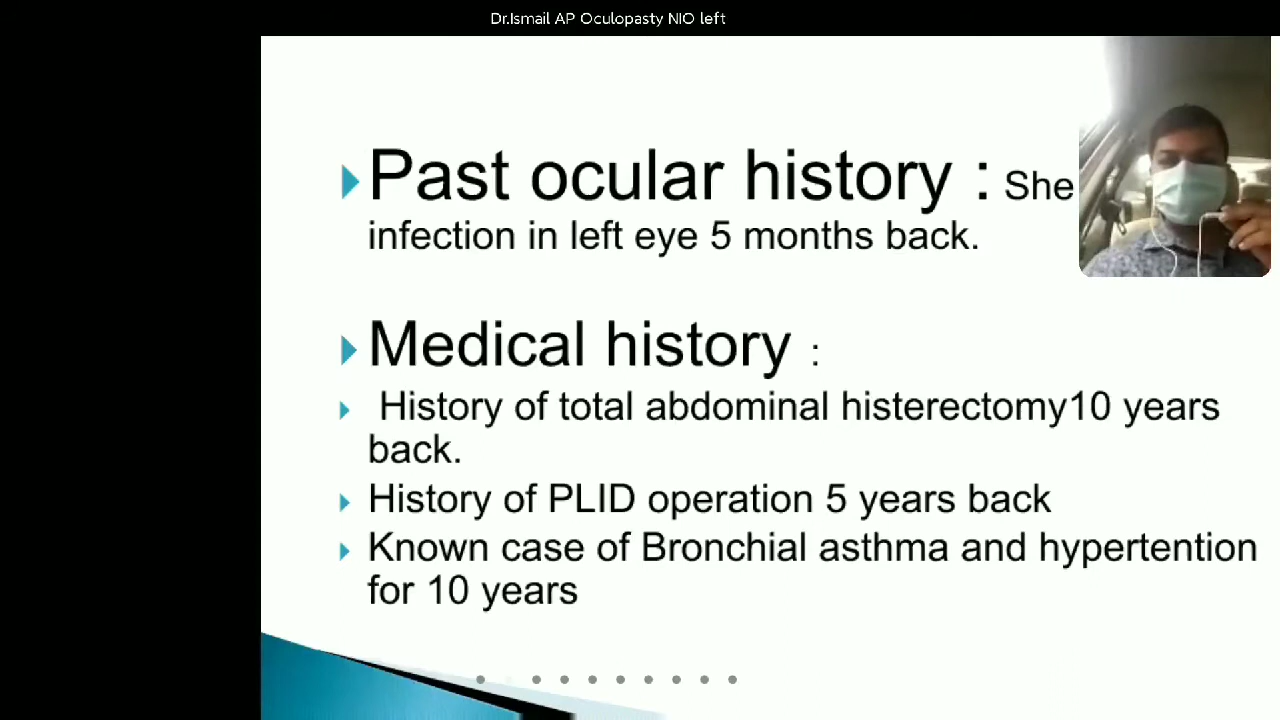 Dr.Ismail AP Oculopasty NIO left
Past ocular history : She
infection in left eye 5 months back.
Medical history :
History of total abdominal histerectomy10 years
back.
History of PLID operation 5 years back
Known case of Bronchial asthma and hypertention
for 10 years